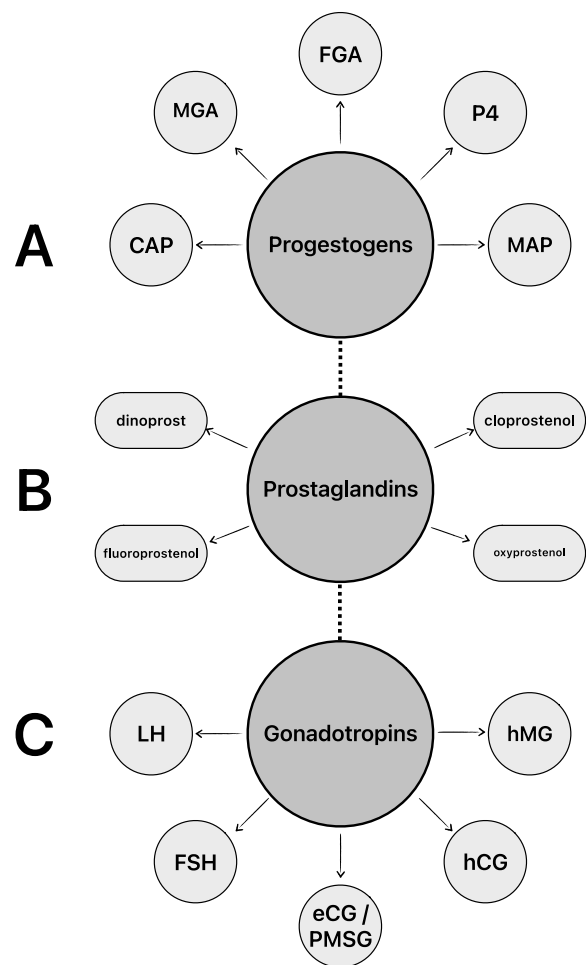 FGA
MGA
P4
A
CAP
Progestogens
MAP
dinoprost
cloprostenol
B
Prostaglandins
fluoroprostenol
oxyprostenol
C
LH
Gonadotropins
hMG
FSH
hCG
eCG /
PMSG